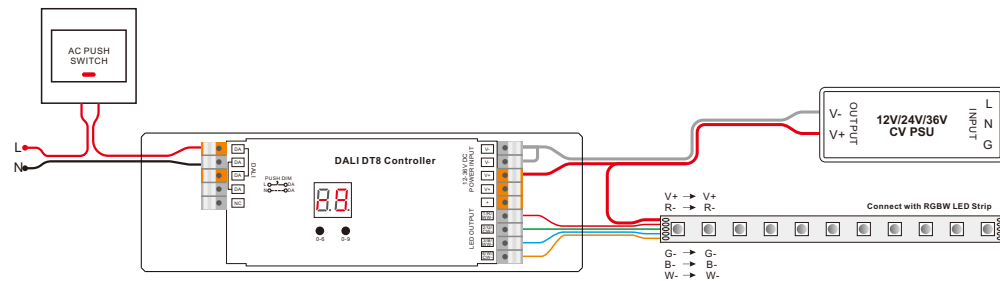 AC PUSH
SWITCH
L
N
DA
DA
DA
DA
NC
DALI
PUSH DIM
L DA
N DA
DALI DT8 Controller
8.8.
0-6
0-9
12-36V DC
POWER INPUT
V-
V-
V+
V+
+
LED OUTPUT
V-
V+
OUTPUT
12V/24V/36V
CV PSU
INPUT
L
N
G
V+ → V+
R- → R-
Connect with RGBW LED Strip
G- → G-
B- → B-
W- → W-